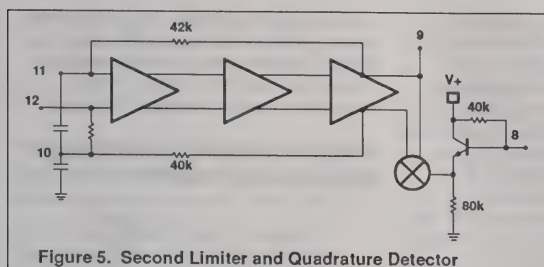 42k
9
11
V+
12
40k
8
10
40k
80k
Figure 5. Second Limiter and Quadrature Detector